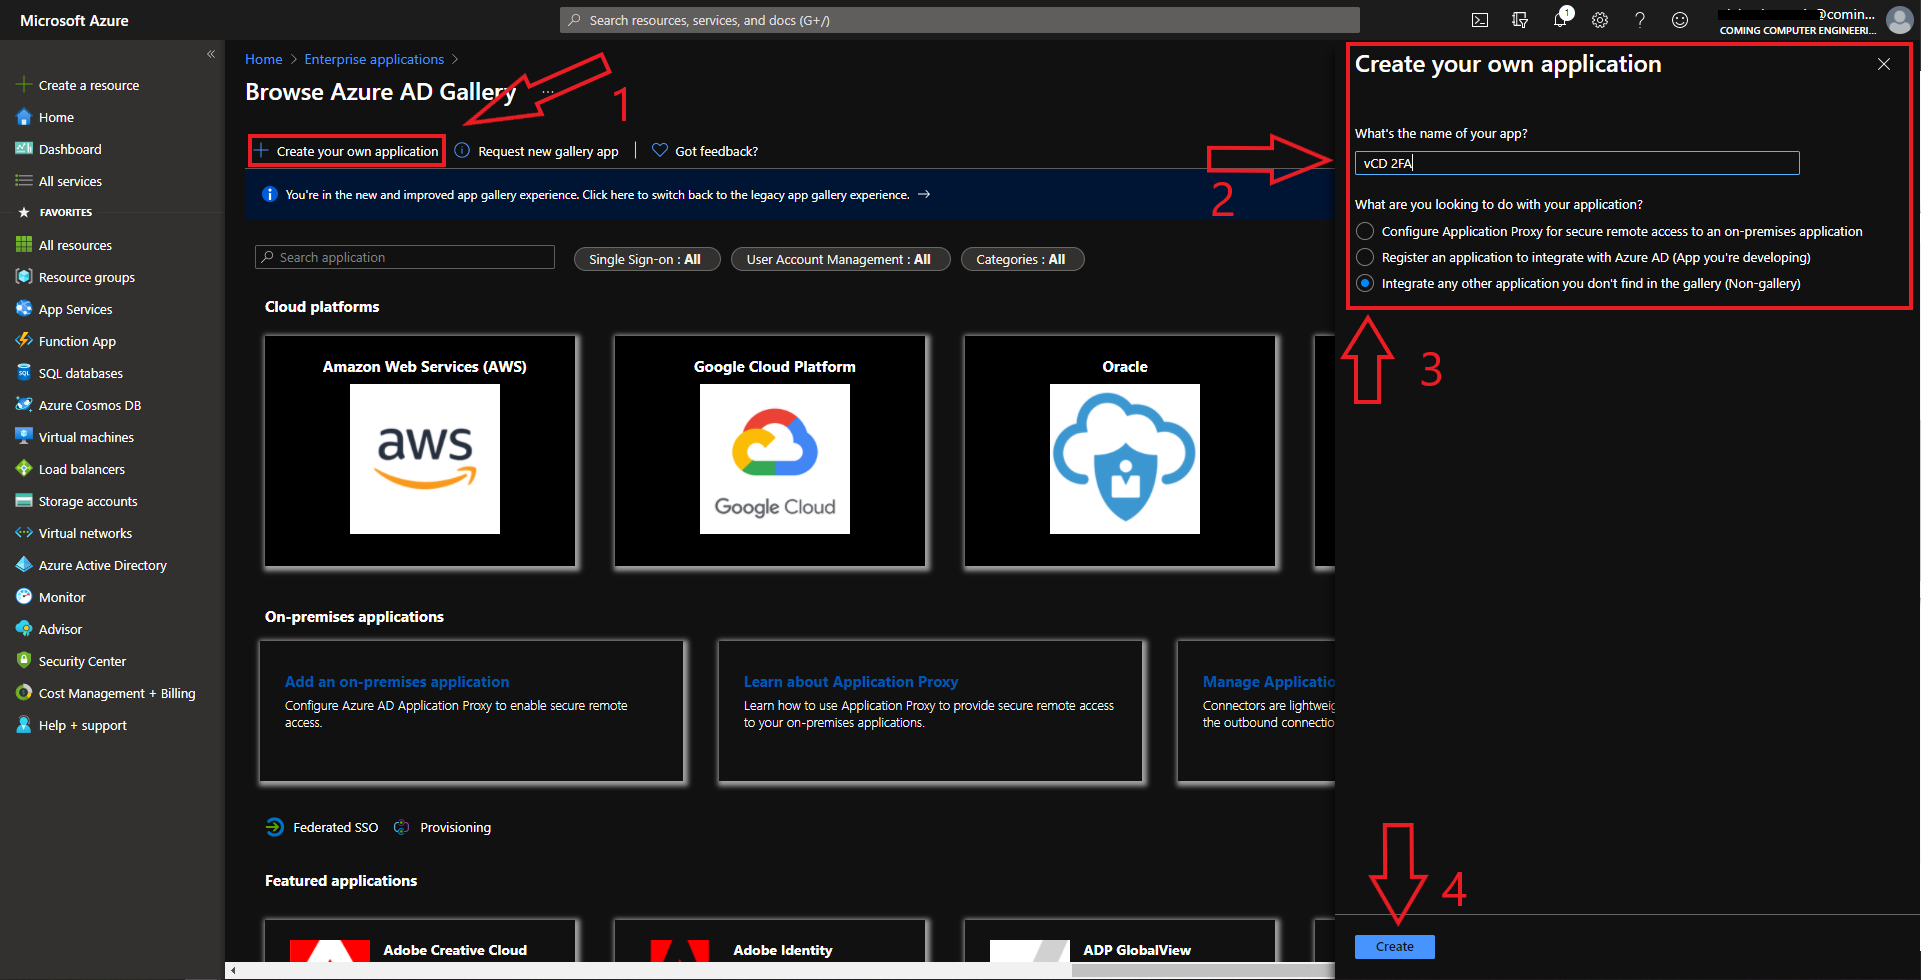 Microsoft Azure
Search resources, services, and docs (G+/)
1
@comin...
COMING COMPUTER ENGINEERI...
«
Create a resource
Home
Dashboard
All services
FAVORITES
All resources
Resource groups
App Services
Function App
SQL databases
Azure Cosmos DB
Virtual machines
Load balancers
Storage accounts
Virtual networks
Azure Active Directory
Monitor
Advisor
Security Center
Cost Management + Billing
Help + support
Home > Enterprise applications >
Browse Azure AD Gallery ...
1
Create your own application
Request new gallery app
Got feedback?
You're in the new and improved app gallery experience. Click here to switch back to the legacy app gallery experience. →
Search application
Single Sign-on : All
User Account Management : All
Categories : All
Cloud platforms
Amazon Web Services (AWS)
aws
Google Cloud Platform
Google Cloud
Oracle
On-premises applications
Add an on-premises application
Configure Azure AD Application Proxy to enable secure remote
access.
Learn about Application Proxy
Learn how to use Application Proxy to provide secure remote access
to your on-premises applications.
Manage Applicatio
Connectors are lightweig
the outbound connectio
Federated SSO
Provisioning
Featured applications
Adobe Creative Cloud
Adobe Identity
ADP GlobalView
Create your own application
What's the name of your app?
2
vCD 2FA
What are you looking to do with your application?
Configure Application Proxy for secure remote access to an on-premises application
Register an application to integrate with Azure AD (App you're developing)
Integrate any other application you don't find in the gallery (Non-gallery)
3
4
Create